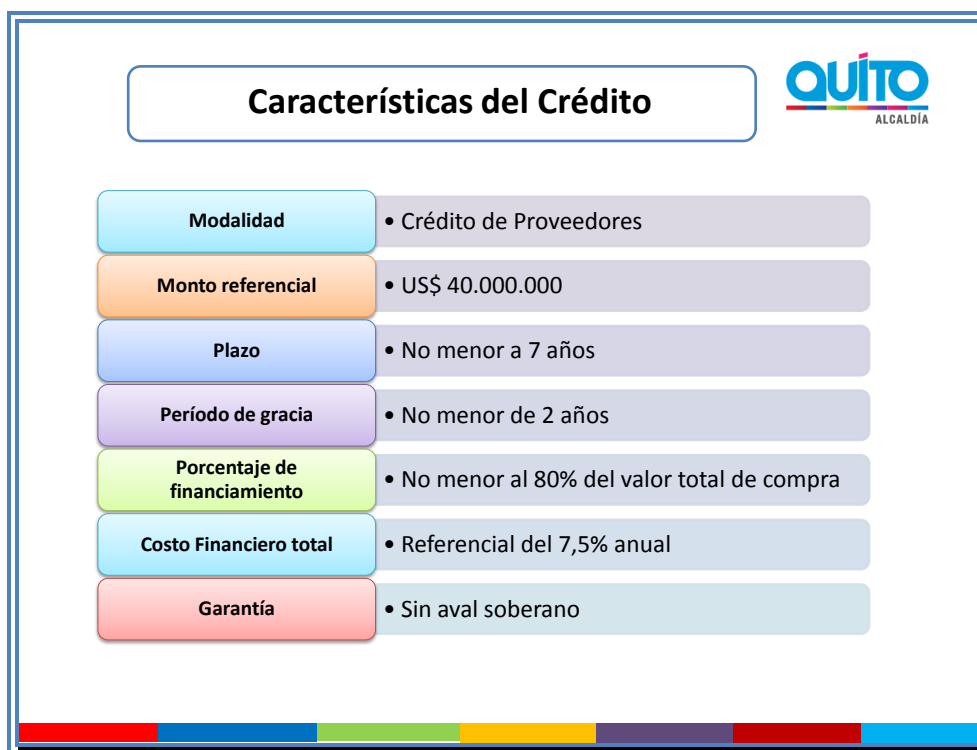 Características del Crédito
QUITO
ALCALDÍA
Modalidad
• Crédito de Proveedores
Monto referencial
• US$ 40.000.000
Plazo
• No menor a 7 años
Período de gracia
• No menor de 2 años
Porcentaje de
financiamiento
• No menor al 80% del valor total de compra
Costo Financiero total
• Referencial del 7,5% anual
Garantía
• Sin aval soberano